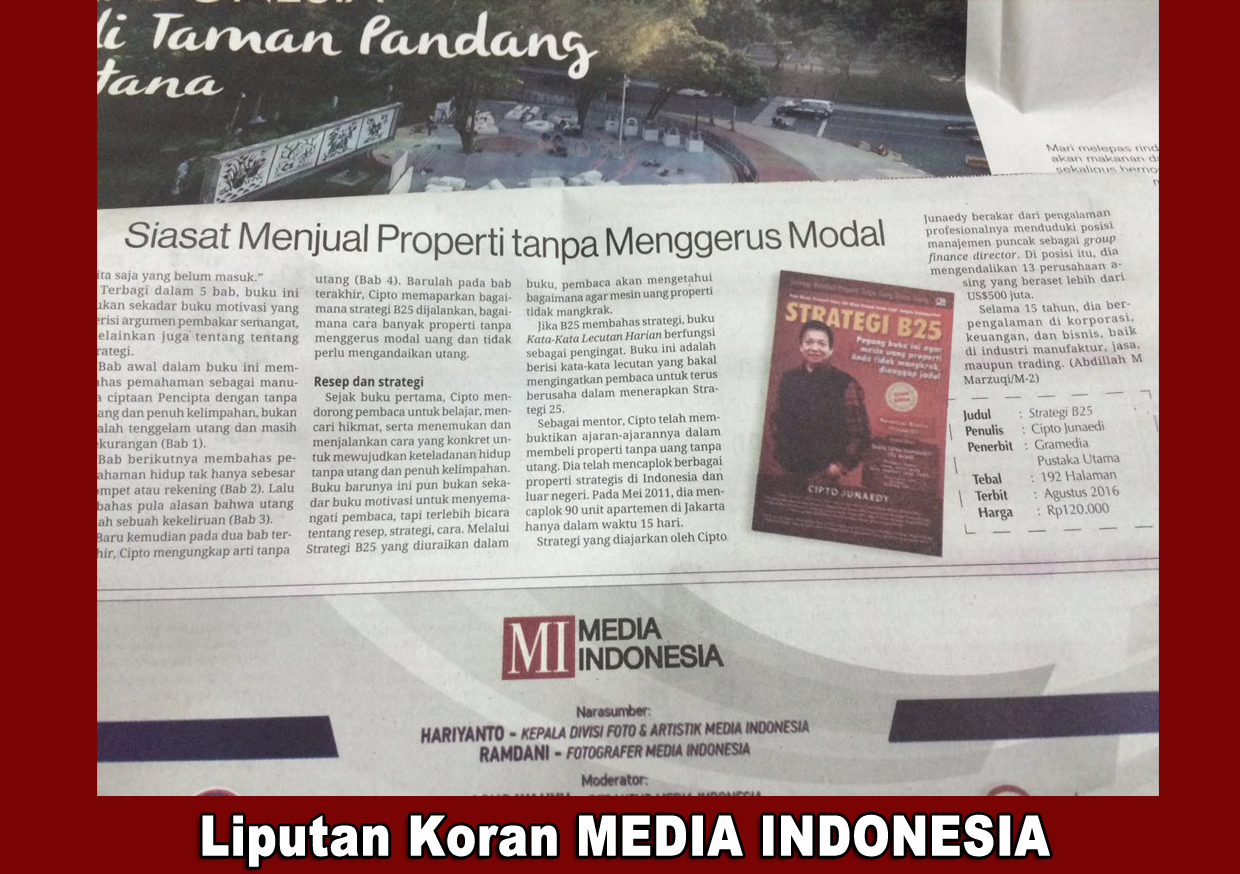 di Taman Pandang
Mari melepas
akan makanan
sekaligus
Siasat Menjual Properti tanpa Menggerus Modal
saja yang belum masuk."
Terbagi dalam 5 bab, buku ini
sekadar buku motivasi yang
argumen pembakar semangat,
melainkan juga tentang tentang
Bab awal dalam buku ini mem-
pemahaman sebagai manu-
ciptaan Pencipta dengan tanpa
dan penuh kelimpahan, bukan
tenggelam utang dan masih
(Bab 1).
Bab berikutnya membahas pe-
hidup tak hanya sebesar
atau rekening (Bab 2). Lalu
pula alasan bahwa utang
sebuah kekeliruan (Bab 3).
Baru kemudian pada dua bab ter-
Cipto mengungkap arti tanpa
utang (Bab 4). Barulah pada bab
terakhir, Cipto memaparkan bagai-
mana strategi B25 dijalankan, bagai-
mana cara banyak properti tanpa
menggerus modal uang dan tidak
perlu mengandaikan utang.
Resep dan strategi
Sejak buku pertama, Cipto men-
dorong pembaca untuk belajar, men-
cari hikmat, serta menemukan dan
menjalankan cara yang konkret un-
tuk mewujudkan keteladanan hidup
tanpa utang dan penuh kelimpahan.
Buku barunya ini pun bukan seka-
dar buku motivasi untuk menyema-
ngati pembaca, tapi terlebih bicara
tentang resep, strategi, cara. Melalui
Strategi B25 yang diuraikan dalam
buku, pembaca akan mengetahui
bagaimana agar mesin uang properti
tidak mangkrak.
Jika B25 membahas strategi, buku
Kata-Kata Lecutan Harian berfungsi
sebagai pengingat. Buku ini adalah
berisi kata-kata lecutan yang bakal
mengingatkan pembaca untuk terus
berusaha dalam menerapkan Stra-
tegi 25.
Sebagai mentor, Cipto telah mem-
buktikan ajaran-ajarannya dalam
membeli properti tanpa uang tanpa
utang. Dia telah mencaplok berbagai
properti strategis di Indonesia dan
luar negeri. Pada Mei 2011, dia men-
caplok 90 unit apartemen di Jakarta
hanya dalam waktu 15 hari.
Strategi yang diajarkan oleh Cipto
STRATEGI B25
Pegang buku ini agar
mesin uang properti
Anda tidak mangkrak,
dianggap jadul
CIPTO JUNAEDY
Junaedy berakar dari pengalaman
profesionalnya menduduki posisi
manajemen puncak sebagai group
finance director. Di posisi itu, dia
mengendalikan 13 perusahaan a-
sing yang beraset lebih dari
US$500 juta.
Selama 15 tahun, dia ber-
pengalaman di korporasi,
keuangan, dan bisnis, baik
di industri manufaktur, jasa,
maupun trading. (Abdillah M
Marzuqi/M-2)
Judul : Strategi B25
Penulis : Cipto Junaedi
Penerbit : Gramedia
Pustaka Utama
Tebal : 192 Halaman
Terbit : Agustus 2016
Harga : Rp120.000
MI MEDIA
INDONESIA
Narasumber:
HARIYANTO - KEPALA DIVISI FOTO & ARTISTIK MEDIA INDONESIA
RAMDANI - FOTOGRAFER MEDIA INDONESIA
Moderator:
Liputan Koran MEDIA INDONESIA